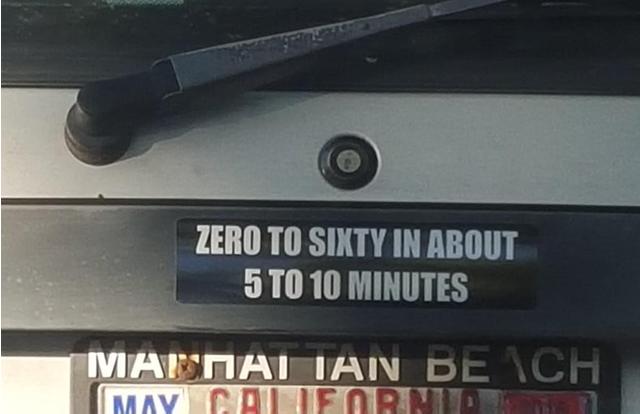 ZERO TO SIXTY IN ABOUT
5 TO 10 MINUTES
MANHATTAN BEACH
MAY CALIFORNIA